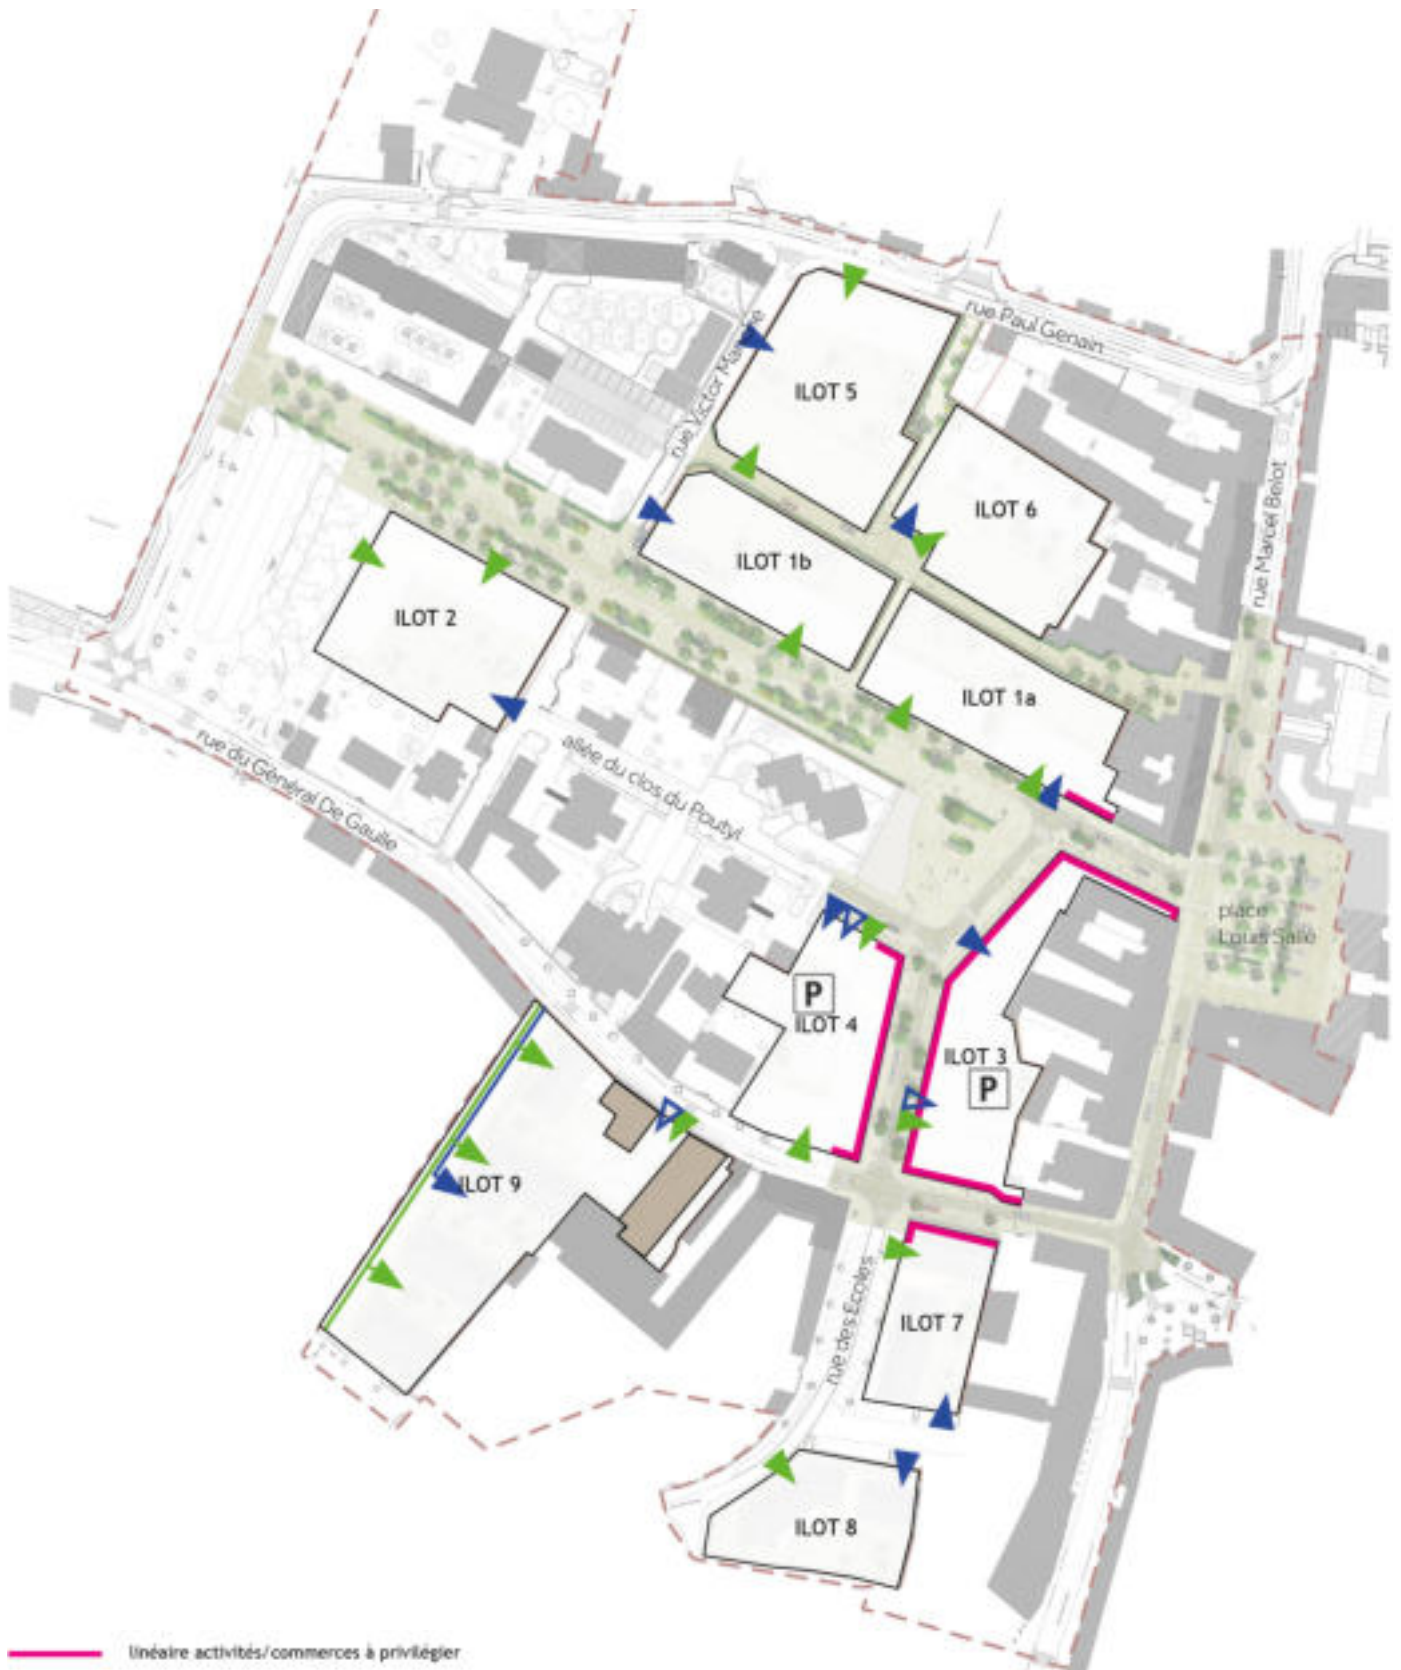 rue Paul Genain
ILOT 5
rue Victor Ma
ILOT 6
rue Marcel Belot
ILOT 1b
ILOT 2
ILOT 1a
rue du Général De Gaulle
allée du clos du Poutyl
place
Louis Sallé
P
ILOT 4
ILOT 3
P
ILOT 9
rue des Ecoles
ILOT 7
ILOT 8
linéaire activités/commerces à privilégier